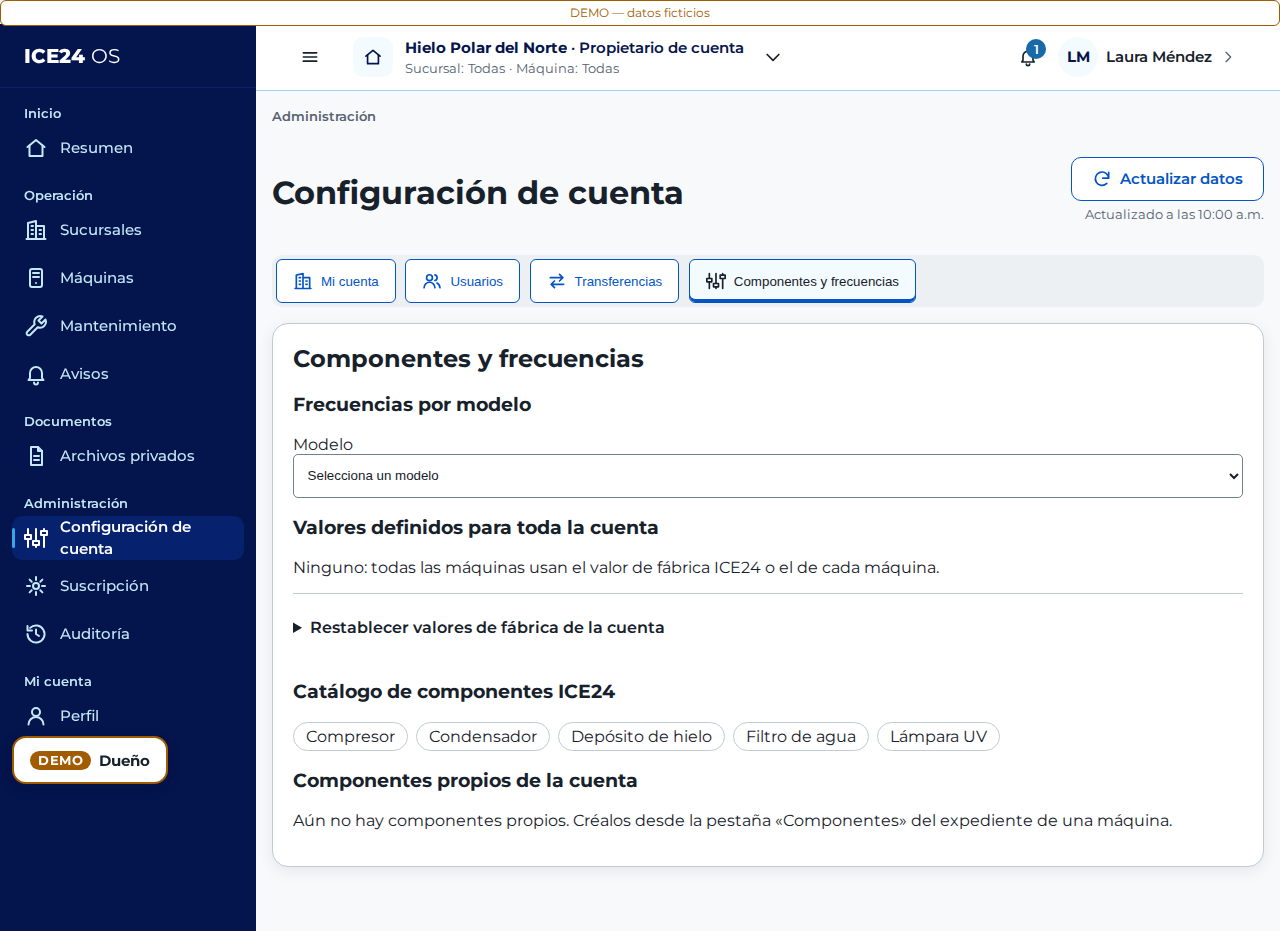 DEMO — datos ficticios
ICE24 OS
Inicio
Resumen
Operación
Sucursales
Máquinas
Mantenimiento
Avisos
Documentos
Archivos privados
Administración
Configuración de
cuenta
Suscripción
Auditoría
Mi cuenta
Perfil
DEMO Dueño
Hielo Polar del Norte · Propietario de cuenta
Sucursal: Todas · Máquina: Todas
1
LM Laura Méndez
Administración
Configuración de cuenta
Actualizar datos
Actualizado a las 10:00 a.m.
Mi cuenta
Usuarios
Transferencias
Componentes y frecuencias
Componentes y frecuencias
Frecuencias por modelo
Modelo
Selecciona un modelo
Valores definidos para toda la cuenta
Ninguno: todas las máquinas usan el valor de fábrica ICE24 o el de cada máquina.
Restablecer valores de fábrica de la cuenta
Catálogo de componentes ICE24
Compresor
Condensador
Depósito de hielo
Filtro de agua
Lámpara UV
Componentes propios de la cuenta
Aún no hay componentes propios. Créalos desde la pestaña «Componentes» del expediente de una máquina.